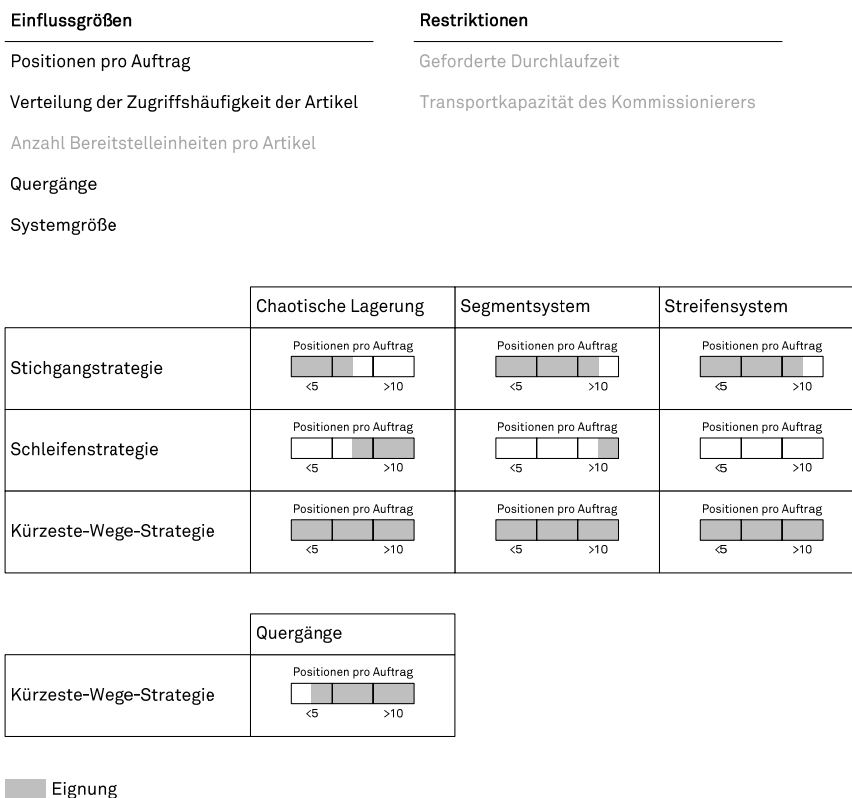 Einflussgrößen
Restriktionen
Positionen pro Auftrag
Geforderte Durchlaufzeit
Verteilung der Zugriffshäufigkeit der Artikel
Transportkapazität des Kommissionierers
Anzahl Bereitstelleinheiten pro Artikel
Quergänge
Systemgröße
Chaotische Lagerung
Segmentsystem
Streifensystem
Stichgangstrategie
Positionen pro Auftrag
<5 >10
Positionen pro Auftrag
<5 >10
Positionen pro Auftrag
<5 >10
Schleifenstrategie
Positionen pro Auftrag
<5 >10
Positionen pro Auftrag
<5 >10
Positionen pro Auftrag
<5 >10
Kürzeste-Wege-Strategie
Positionen pro Auftrag
<5 >10
Positionen pro Auftrag
<5 >10
Positionen pro Auftrag
<5 >10
Quergänge
Kürzeste-Wege-Strategie
Positionen pro Auftrag
<5 >10
Eignung